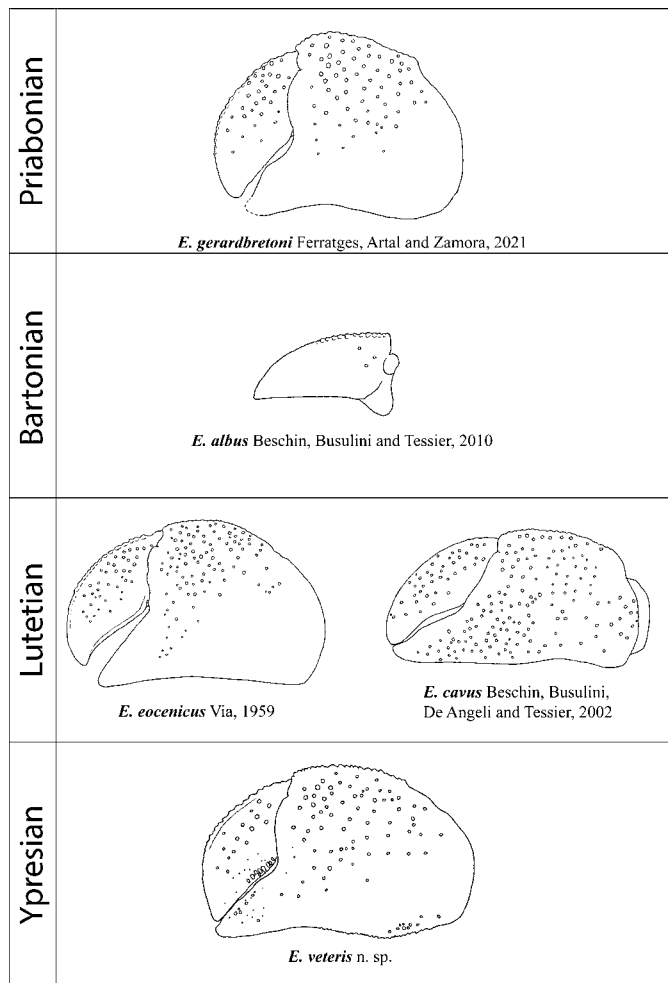 Priabonian
E. gerardbretoni Ferratges, Artal and Zamora, 2021
Bartonian
E. albus Beschin, Busulini and Tessier, 2010
Lutetian
E. eocenicus Via, 1959
E. cavus Beschin, Busulini,
De Angeli and Tessier, 2002
Ypresian
E. veteris n. sp.